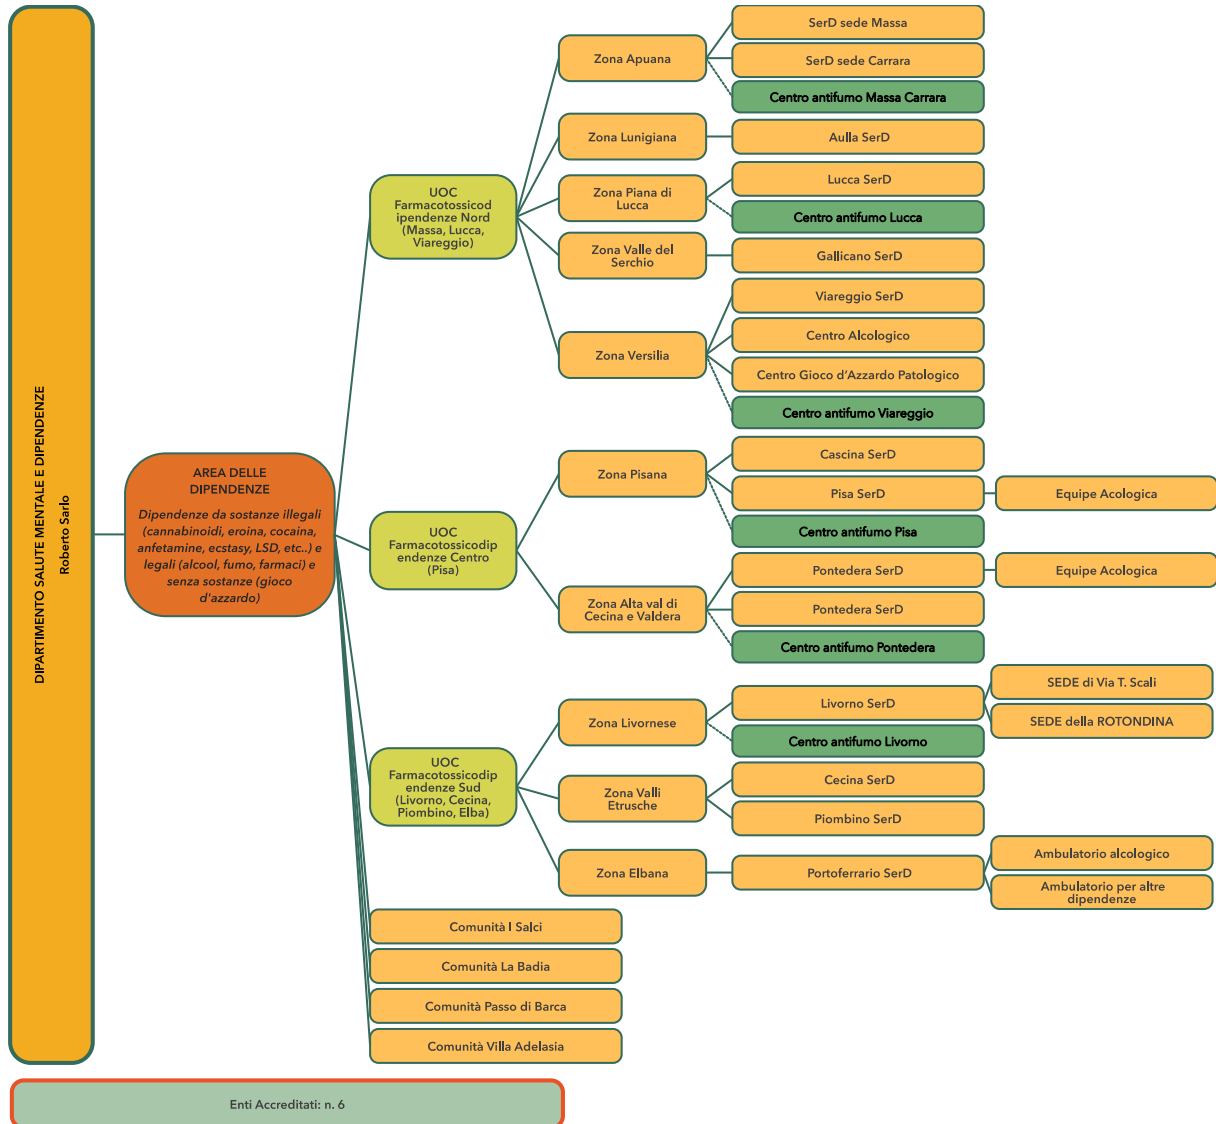 DIPARTIMENTO SALUTE MENTALE E DIPENDENZE
Roberto Sarlo
AREA DELLE
DIPENDENZE
Dipendenze da sostanze illegali
(cannabinoidi, eroina, cocaina,
anfetamine, ecstasy, LSD, etc..) e
legali (alcool, fumo, farmaci) e
senza sostanze (gioco
d'azzardo)
UOC
Farmacotossicod
ipendenze Nord
(Massa, Lucca,
Viareggio)
Zona Apuana
SerD sede Massa
SerD sede Carrara
Centro antifumo Massa Carrara
Zona Lunigiana
Aulla SerD
Zona Piana di
Lucca
Lucca SerD
Centro antifumo Lucca
Zona Valle del
Serchio
Gallicano SerD
Zona Versilia
Viareggio SerD
Centro Alcologico
Centro Gioco d’Azzardo Patologico
Centro antifumo Viareggio
UOC
Farmacotossicodip
endenze Centro
(Pisa)
Zona Pisana
Cascina SerD
Pisa SerD
Equipe Acologica
Centro antifumo Pisa
Zona Alta val di
Cecina e Valdera
Pontedera SerD
Equipe Acologica
Pontedera SerD
Centro antifumo Pontedera
UOC
Farmacotossicodip
endenze Sud
(Livorno, Cecina,
Piombino, Elba)
Zona Livornese
Livorno SerD
SEDE di Via T. Scali
SEDE della ROTONDINA
Centro antifumo Livorno
Zona Valli
Etrusche
Cecina SerD
Piombino SerD
Zona Elbana
Portoferrario SerD
Ambulatorio alcologico
Ambulatorio per altre
dipendenze
Comunità I Salci
Comunità La Badia
Comunità Passo di Barca
Comunità Villa Adelasia
Enti Accreditati: n. 6